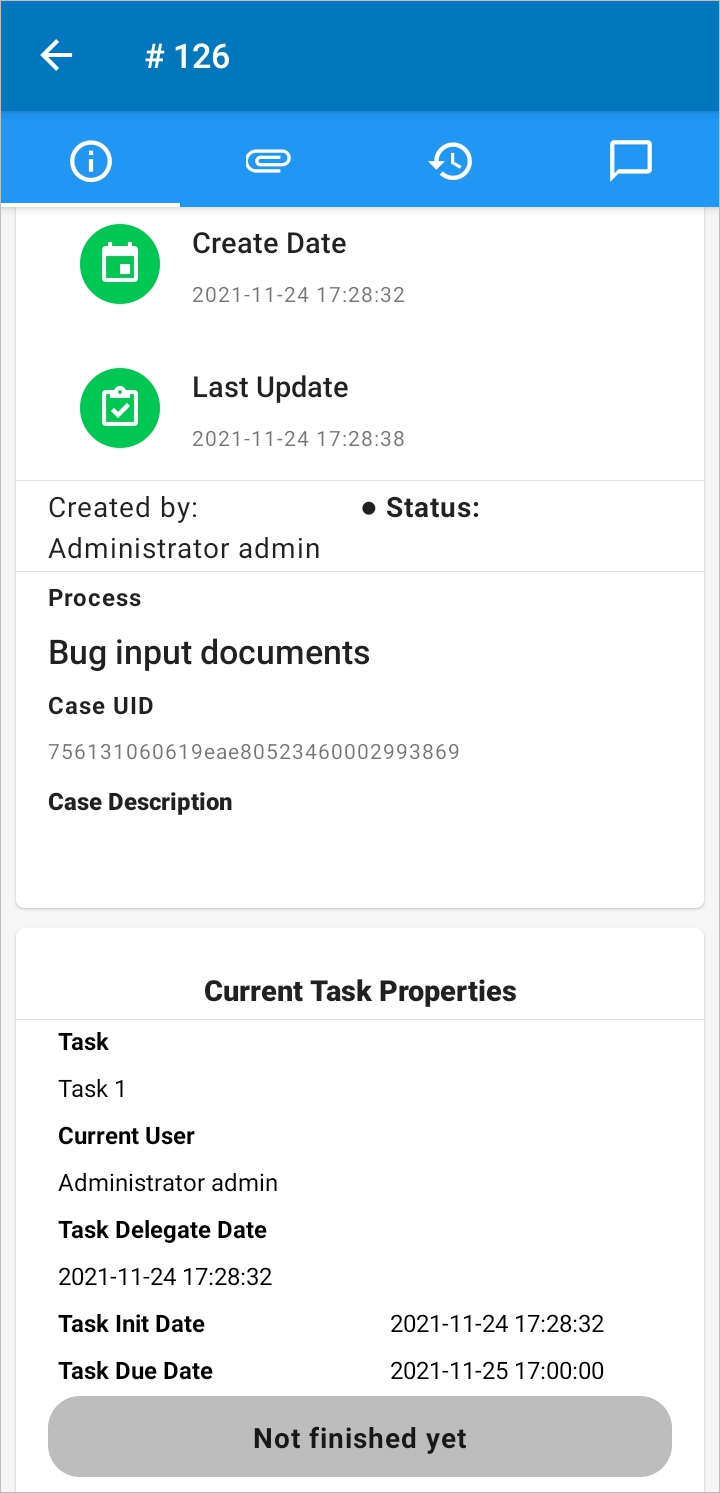 # 126
Create Date
2021-11-24 17:28:32
Last Update
2021-11-24 17:28:38
Created by:
Administrator admin
● Status:
Process
Bug input documents
Case UID
756131060619eae80523460002993869
Case Description
Current Task Properties
Task
Task 1
Current User
Administrator admin
Task Delegate Date
2021-11-24 17:28:32
Task Init Date 2021-11-24 17:28:32
Task Due Date 2021-11-25 17:00:00
Not finished yet